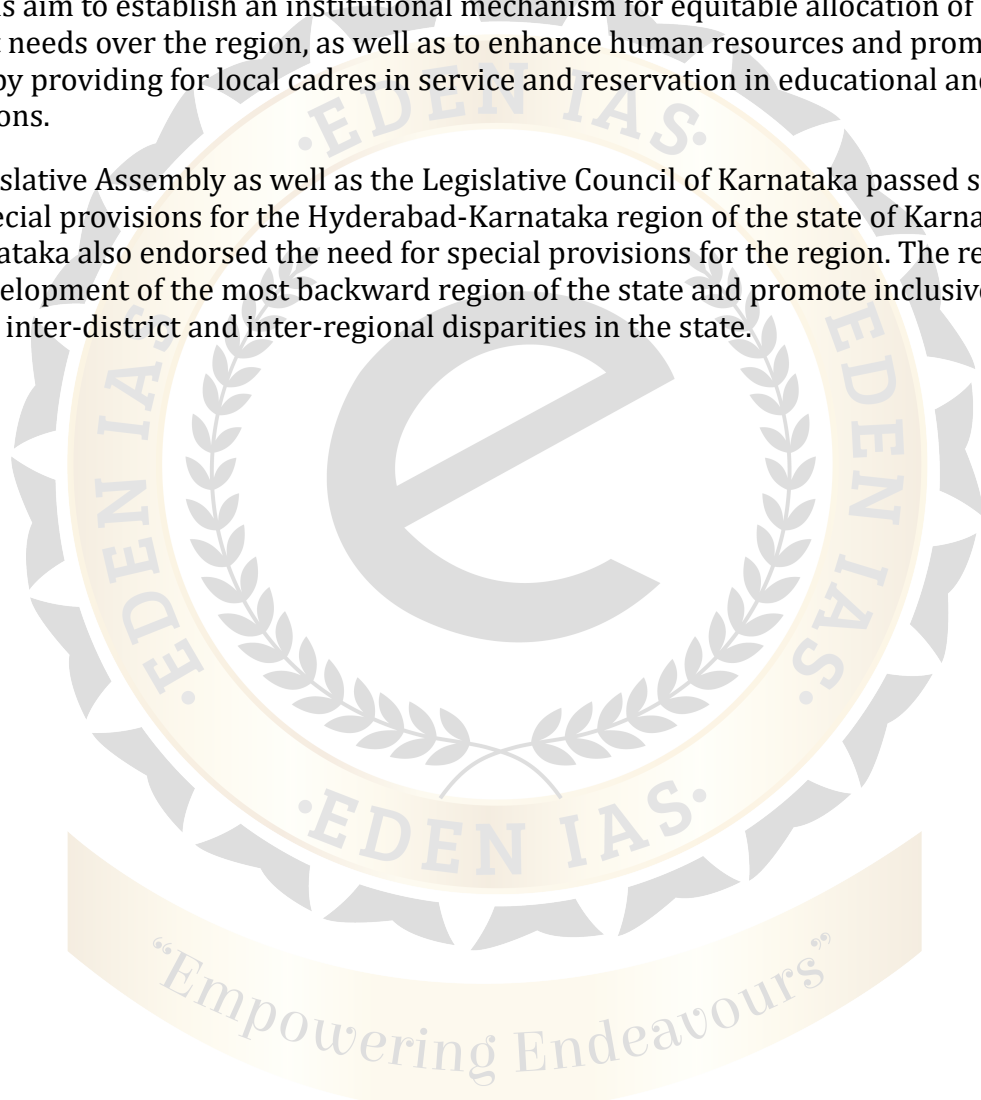 s aim to establish an institutional mechanism for equitable allocation of
needs over the region, as well as to enhance human resources and prom
by providing for local cadres in service and reservation in educational and
ons.
slative Assembly as well as the Legislative Council of Karnataka passed s
ecial provisions for the Hyderabad-Karnataka region of the state of Karna
ataka also endorsed the need for special provisions for the region. The re
elopment of the most backward region of the state and promote inclusive
inter-district and inter-regional disparities in the state.
·EDEN IAS·
·EDEN IAS
EDEN IAS·
e
·EDEN IAS·
“Empowering Endeavours”